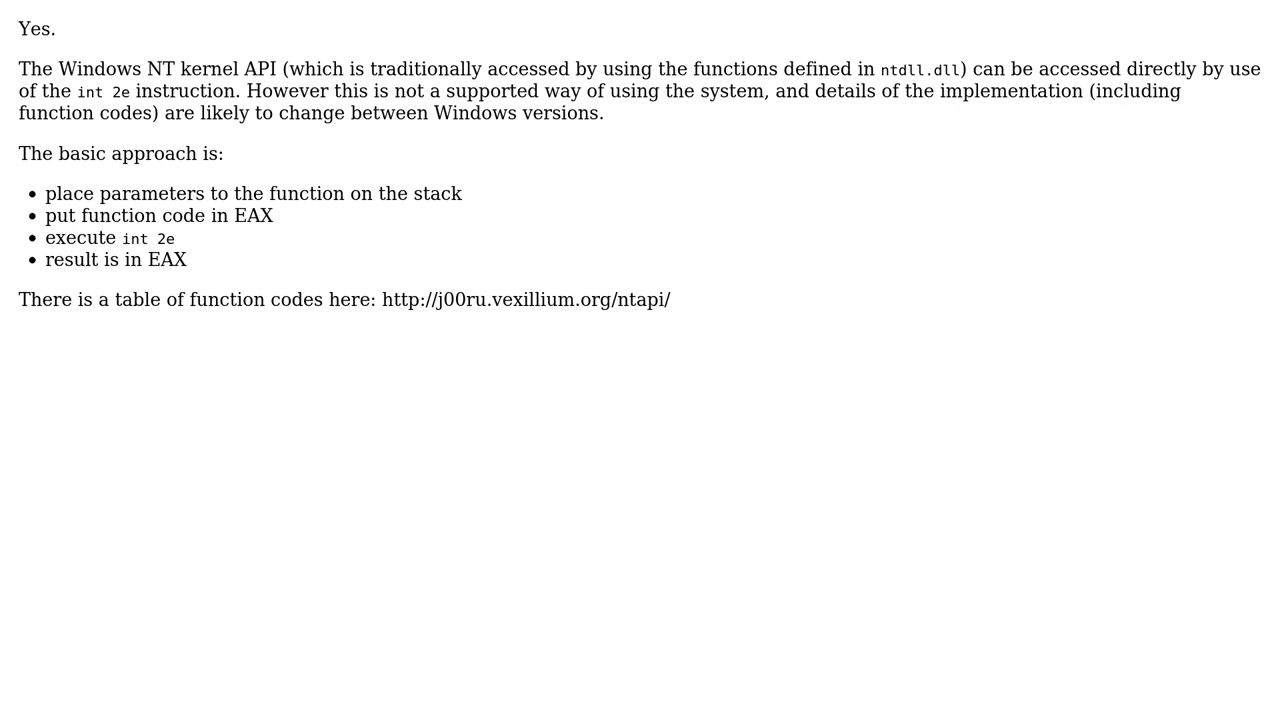 Yes.
The Windows NT kernel API (which is traditionally accessed by using the functions defined in ntdll.dll) can be accessed directly by use
of the int 2e instruction. However this is not a supported way of using the system, and details of the implementation (including
function codes) are likely to change between Windows versions.
The basic approach is:
• place parameters to the function on the stack
• put function code in EAX
• execute int 2e
• result is in EAX
There is a table of function codes here: http://j00ru.vexillium.org/ntapi/